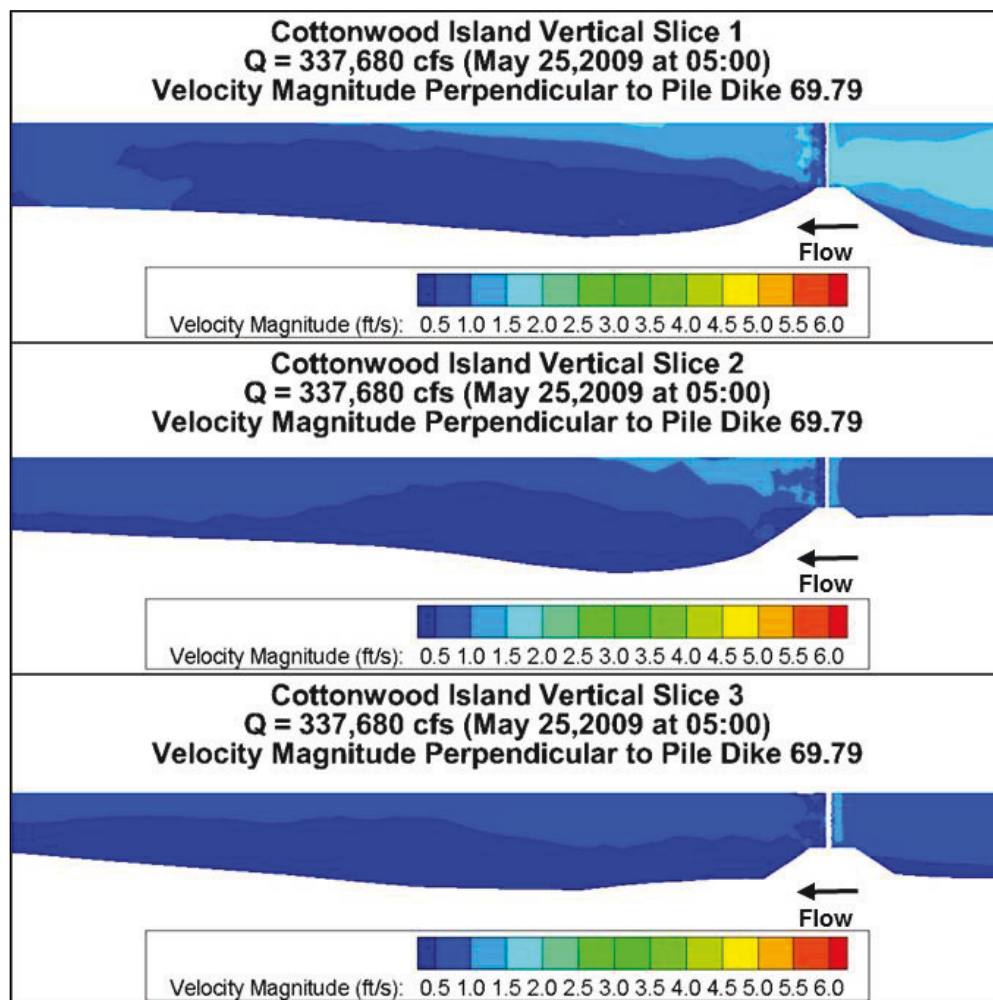 Cottonwood Island Vertical Slice 1
Q = 337,680 cfs (May 25,2009 at 05:00)
Velocity Magnitude Perpendicular to Pile Dike 69.79
Flow
Velocity Magnitude (ft/s): 0.5 1.0 1.5 2.0 2.5 3.0 3.5 4.0 4.5 5.0 5.5 6.0
Cottonwood Island Vertical Slice 2
Q = 337,680 cfs (May 25,2009 at 05:00)
Velocity Magnitude Perpendicular to Pile Dike 69.79
Flow
Velocity Magnitude (ft/s): 0.5 1.0 1.5 2.0 2.5 3.0 3.5 4.0 4.5 5.0 5.5 6.0
Cottonwood Island Vertical Slice 3
Q = 337,680 cfs (May 25,2009 at 05:00)
Velocity Magnitude Perpendicular to Pile Dike 69.79
Flow
Velocity Magnitude (ft/s): 0.5 1.0 1.5 2.0 2.5 3.0 3.5 4.0 4.5 5.0 5.5 6.0